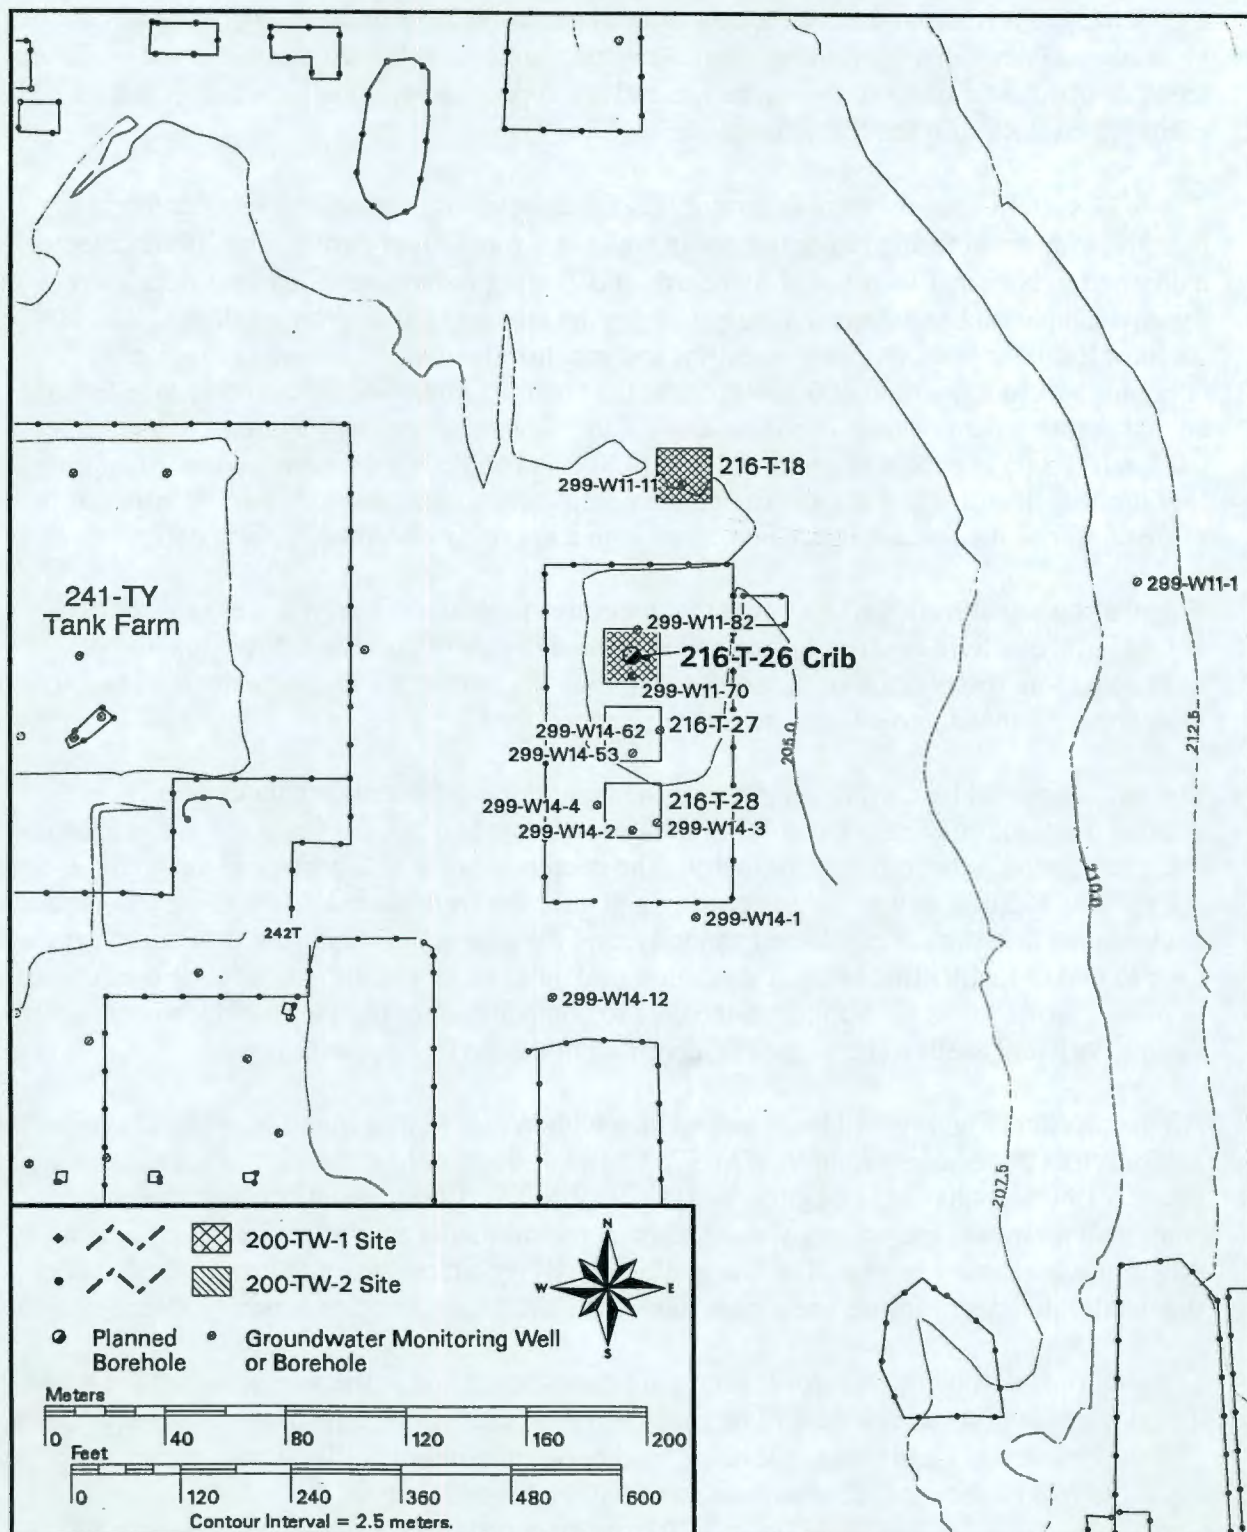 216-T-18
299-W11-11
241-TY
Tank Farm
299-W11-1
299-W11-82
216-T-26 Crib
299-W11-70
216-T-27
299-W14-62
299-W14-53
205.0
212.5
216-T-28
299-W14-4
299-W14-2
299-W14-3
210.0
299-W14-1
242T
299-W14-12
207.5
200-TW-1 Site
200-TW-2 Site
N
W
E
S
Planned
Borehole
Groundwater Monitoring Well
or Borehole
Meters
0 40 80 120 160 200
Feet
0 120 240 360 480 600
Contour Interval = 2.5 meters.